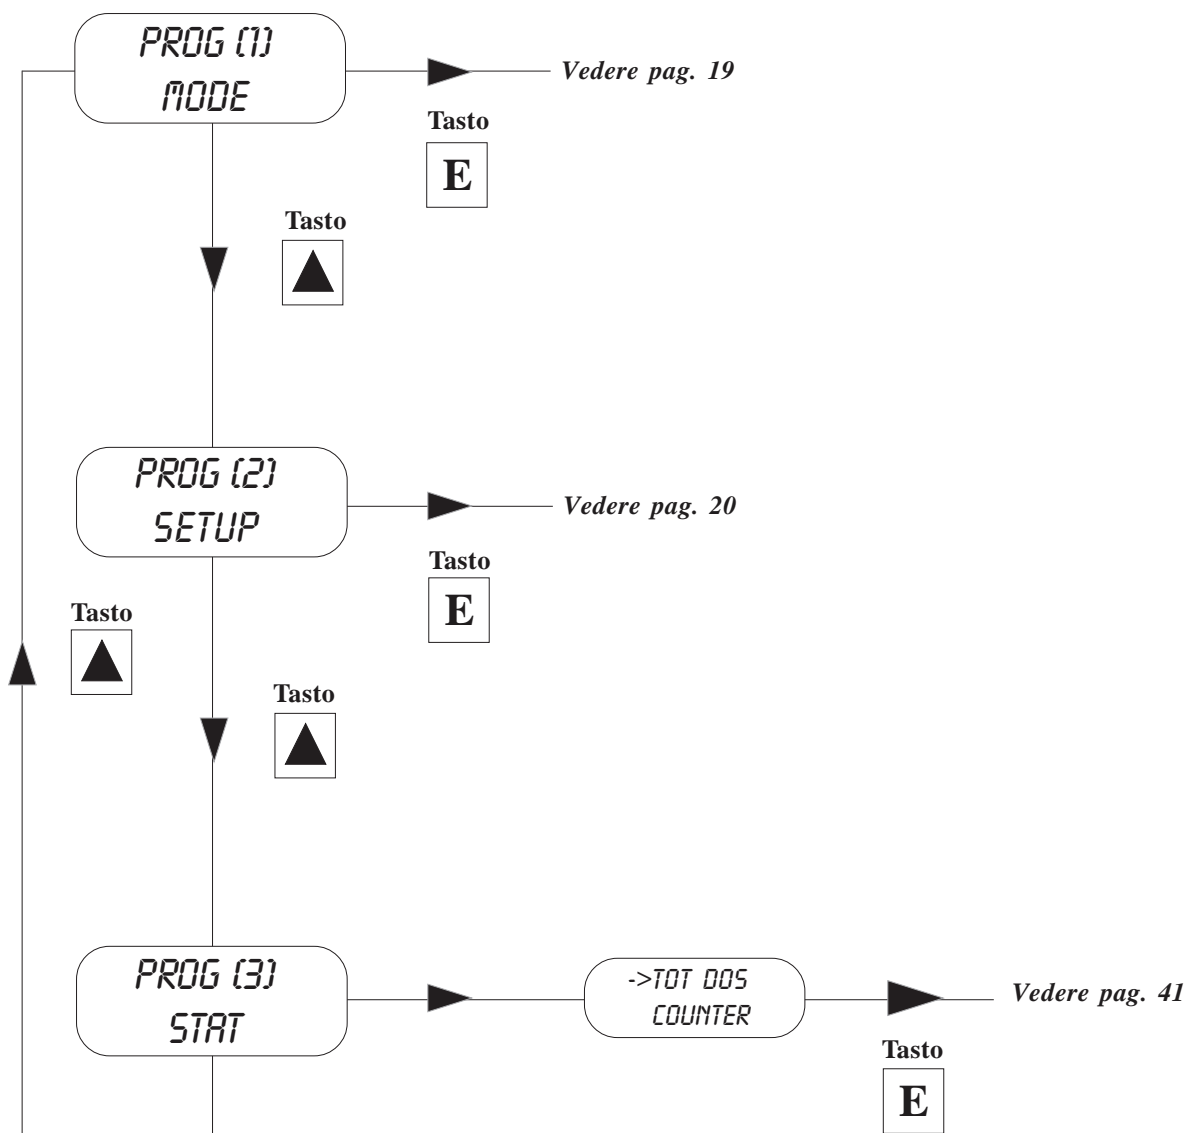 PROG (1)
MODE
Vedere pag. 19
Tasto
E
Tasto
PROG (2)
SETUP
Vedere pag. 20
Tasto
E
Tasto
Tasto
PROG (3)
STAT
->TOT DOS
COUNTER
Vedere pag. 41
Tasto
E